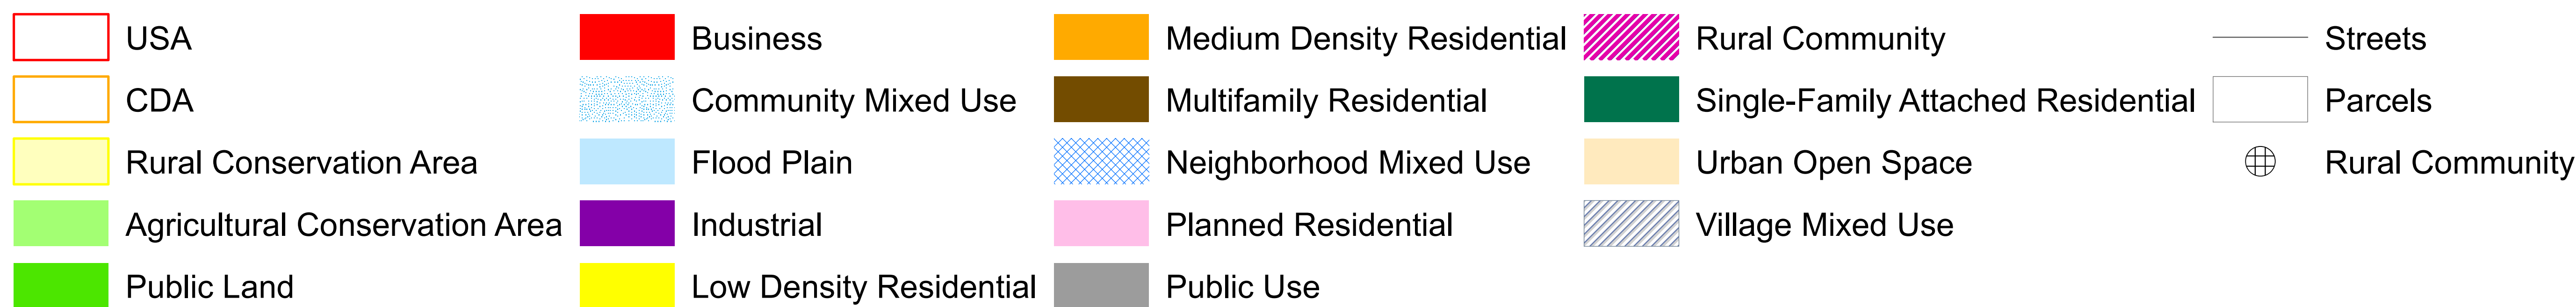 USA
CDA
Rural Conservation Area
Agricultural Conservation Area
Public Land
Business
Community Mixed Use
Flood Plain
Industrial
Low Density Residential
Medium Density Residential
Multifamily Residential
Neighborhood Mixed Use
Planned Residential
Public Use
Rural Community
Single-Family Attached Residential
Urban Open Space
Village Mixed Use
Streets
Parcels
Rural Community